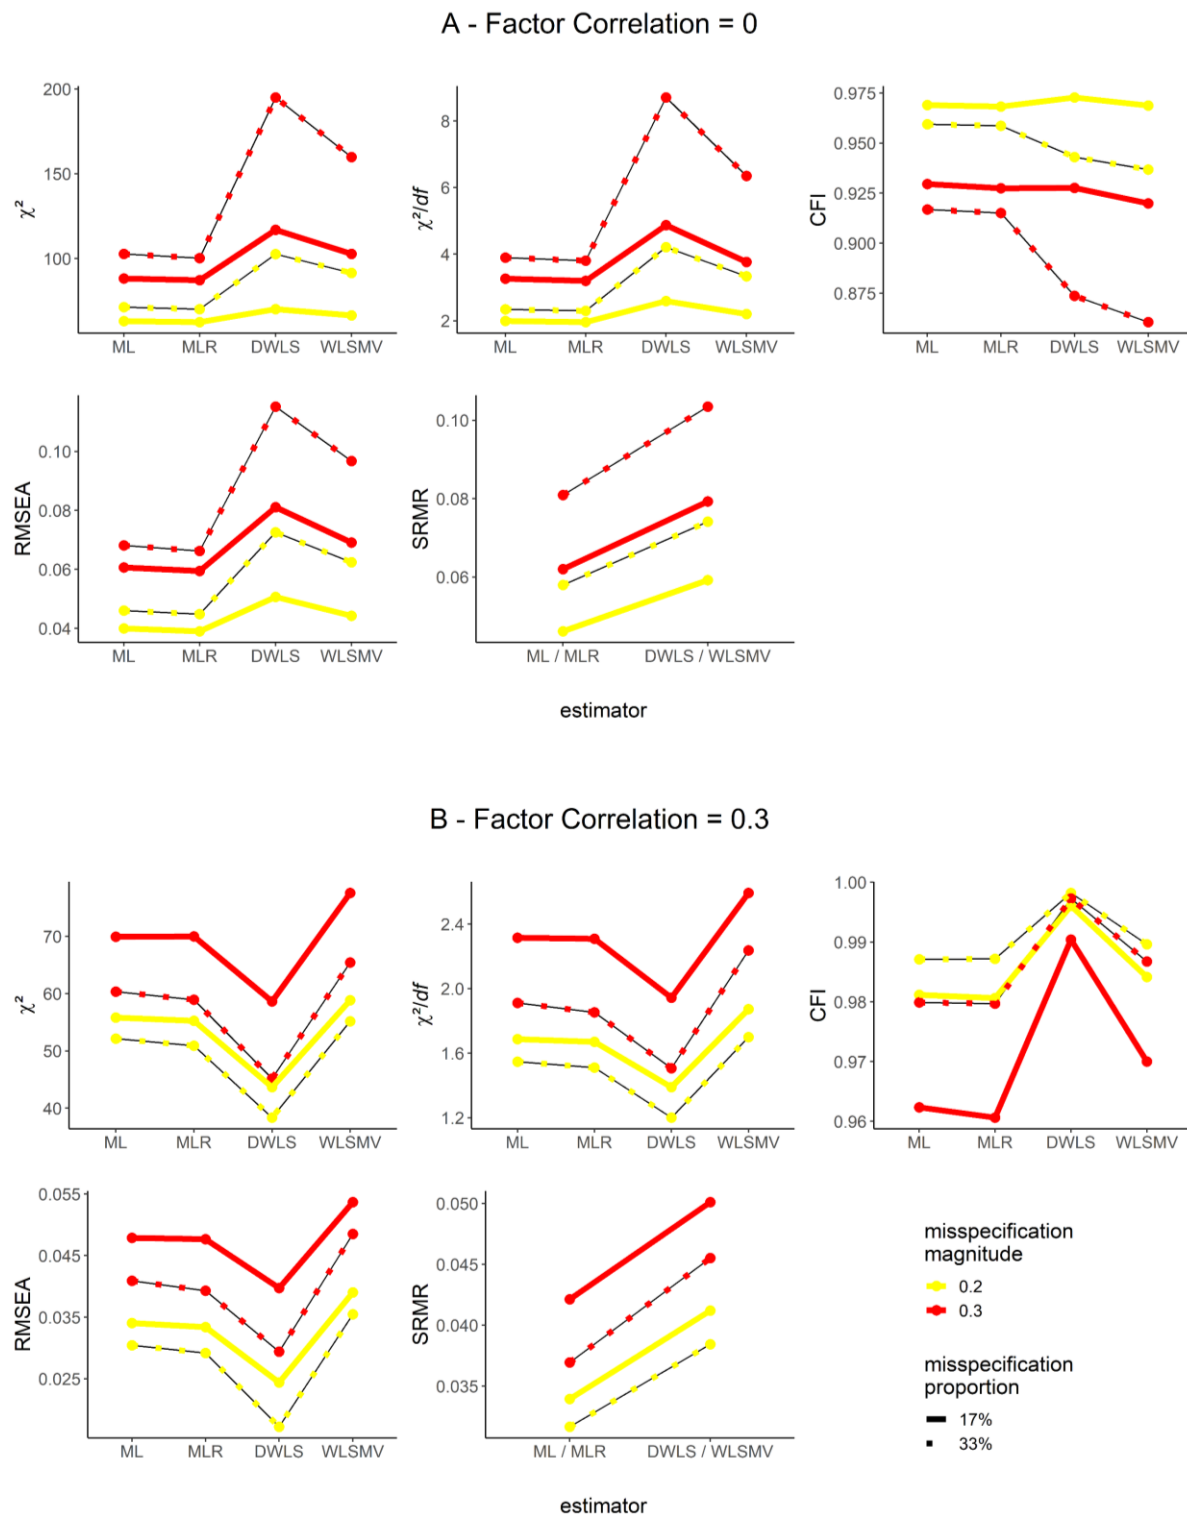 A - Factor Correlation = 0
χ²
200
150
100
ML MLR DWLS WLSMV
χ²/df
8
6
4
2
ML MLR DWLS WLSMV
CFI
0.975
0.950
0.925
0.900
0.875
ML MLR DWLS WLSMV
RMSEA
0.10
0.08
0.06
0.04
ML MLR DWLS WLSMV
SRMR
0.10
0.08
0.06
ML / MLR DWLS / WLSMV
estimator
B - Factor Correlation = 0.3
χ²
70
60
50
40
ML MLR DWLS WLSMV
χ²/df
2.4
2.0
1.6
1.2
ML MLR DWLS WLSMV
CFI
1.00
0.99
0.98
0.97
0.96
ML MLR DWLS WLSMV
RMSEA
0.055
0.045
0.035
0.025
ML MLR DWLS WLSMV
SRMR
0.050
0.045
0.040
0.035
ML / MLR DWLS / WLSMV
misspecification
magnitude
0.2
0.3
misspecification
proportion
17%
33%
estimator